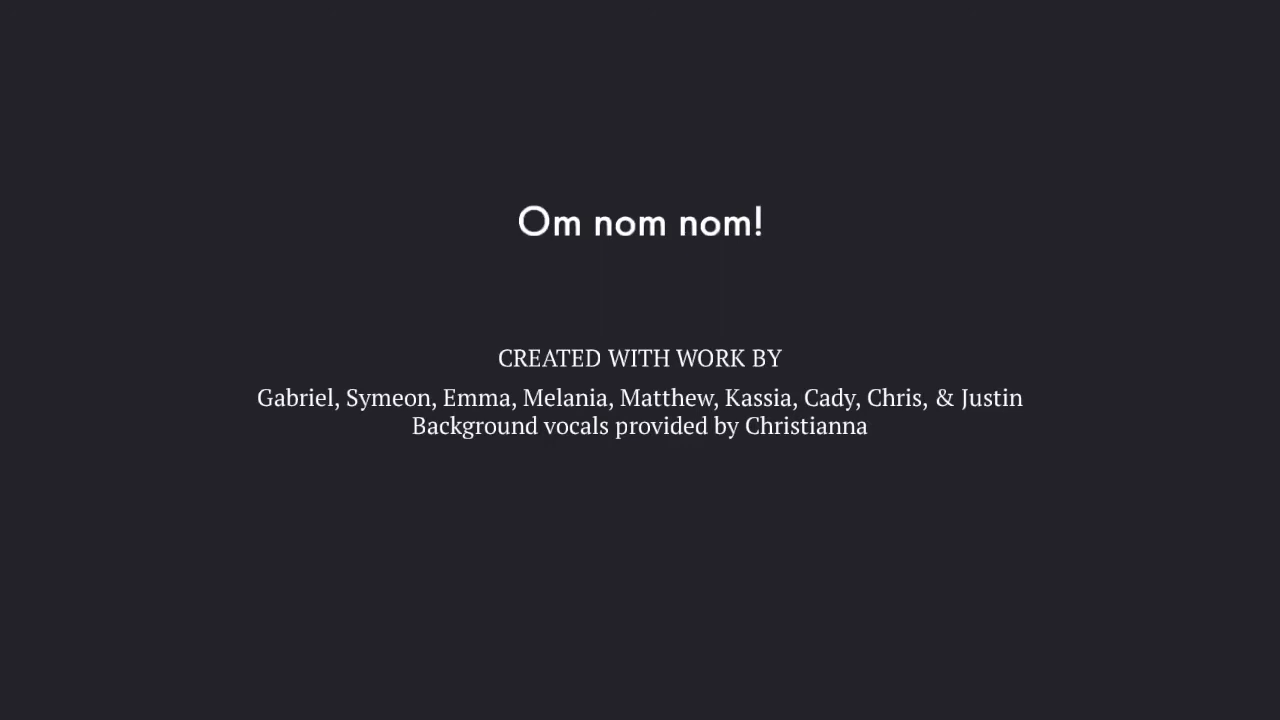 Om nom nom!
CREATED WITH WORK BY
Gabriel, Symeon, Emma, Melania, Matthew, Kassia, Cady, Chris, & Justin
Background vocals provided by Christianna